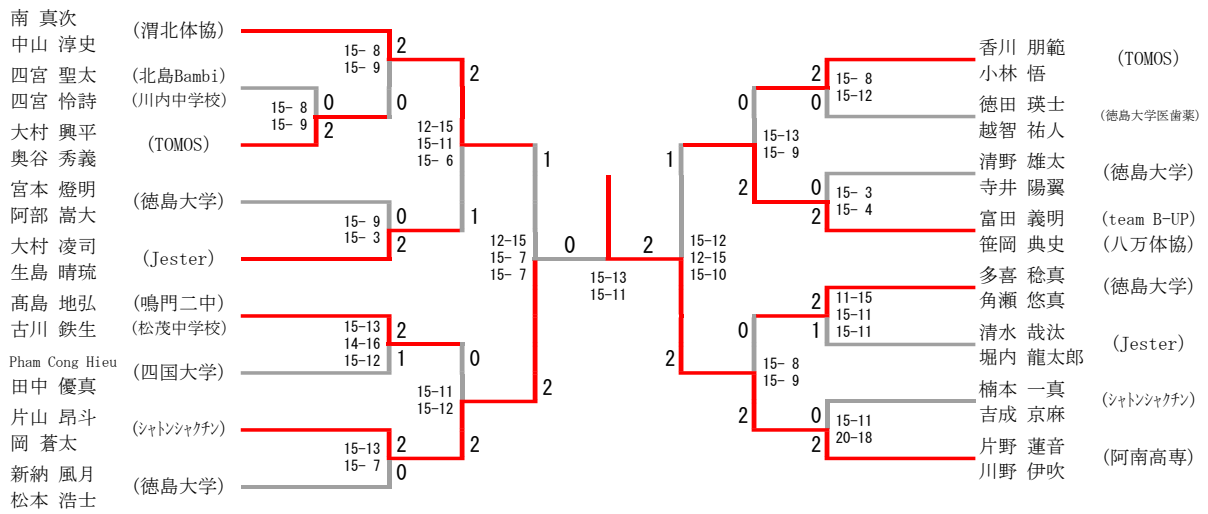 南 真次
中山 淳史
(渭北体協)
四宮 聖太
(北島Bambi)
四宮 怜詩
(川内中学校)
大村 興平
奥谷 秀義
(TOMOS)
宮本 燈明
阿部 嵩大
(徳島大学)
大村 凌司
生島 晴琉
(Jester)
髙島 地弘
(鳴門二中)
古川 鉄生
(松茂中学校)
Pham Cong Hieu
田中 優真
(四国大学)
片山 昂斗
岡 蒼太
(シャトンシャクチン)
新納 風月
松本 浩士
(徳島大学)
15- 8
15- 9
0
2
15- 8
15- 9
2
0
15- 9
15- 3
0
2
15-13
14-16
15-12
2
1
15-13
15- 7
2
0
12-15
15-11
15- 6
2
1
15-11
15-12
0
2
12-15
15- 7
15- 7
1
2
0
2
15-13
15-11
15-12
12-15
15-10
1
2
15-13
15- 9
0
2
15- 8
15- 9
0
2
2
15- 8
0
15-12
0
15- 3
2
15- 4
2
11-15
15-11
1
15-11
0
15-11
2
20-18
香川 朋範
小林 悟
(TOMOS)
徳田 瑛士
越智 祐人
(徳島大学医歯薬)
清野 雄太
寺井 陽翼
(徳島大学)
富田 義明
(team B-UP)
笹岡 典史
(八万体協)
多喜 稔真
角瀬 悠真
(徳島大学)
清水 哉汰
堀内 龍太郎
(Jester)
楠本 一真
吉成 京麻
(シャトンシャクチン)
片野 蓮音
川野 伊吹
(阿南高専)